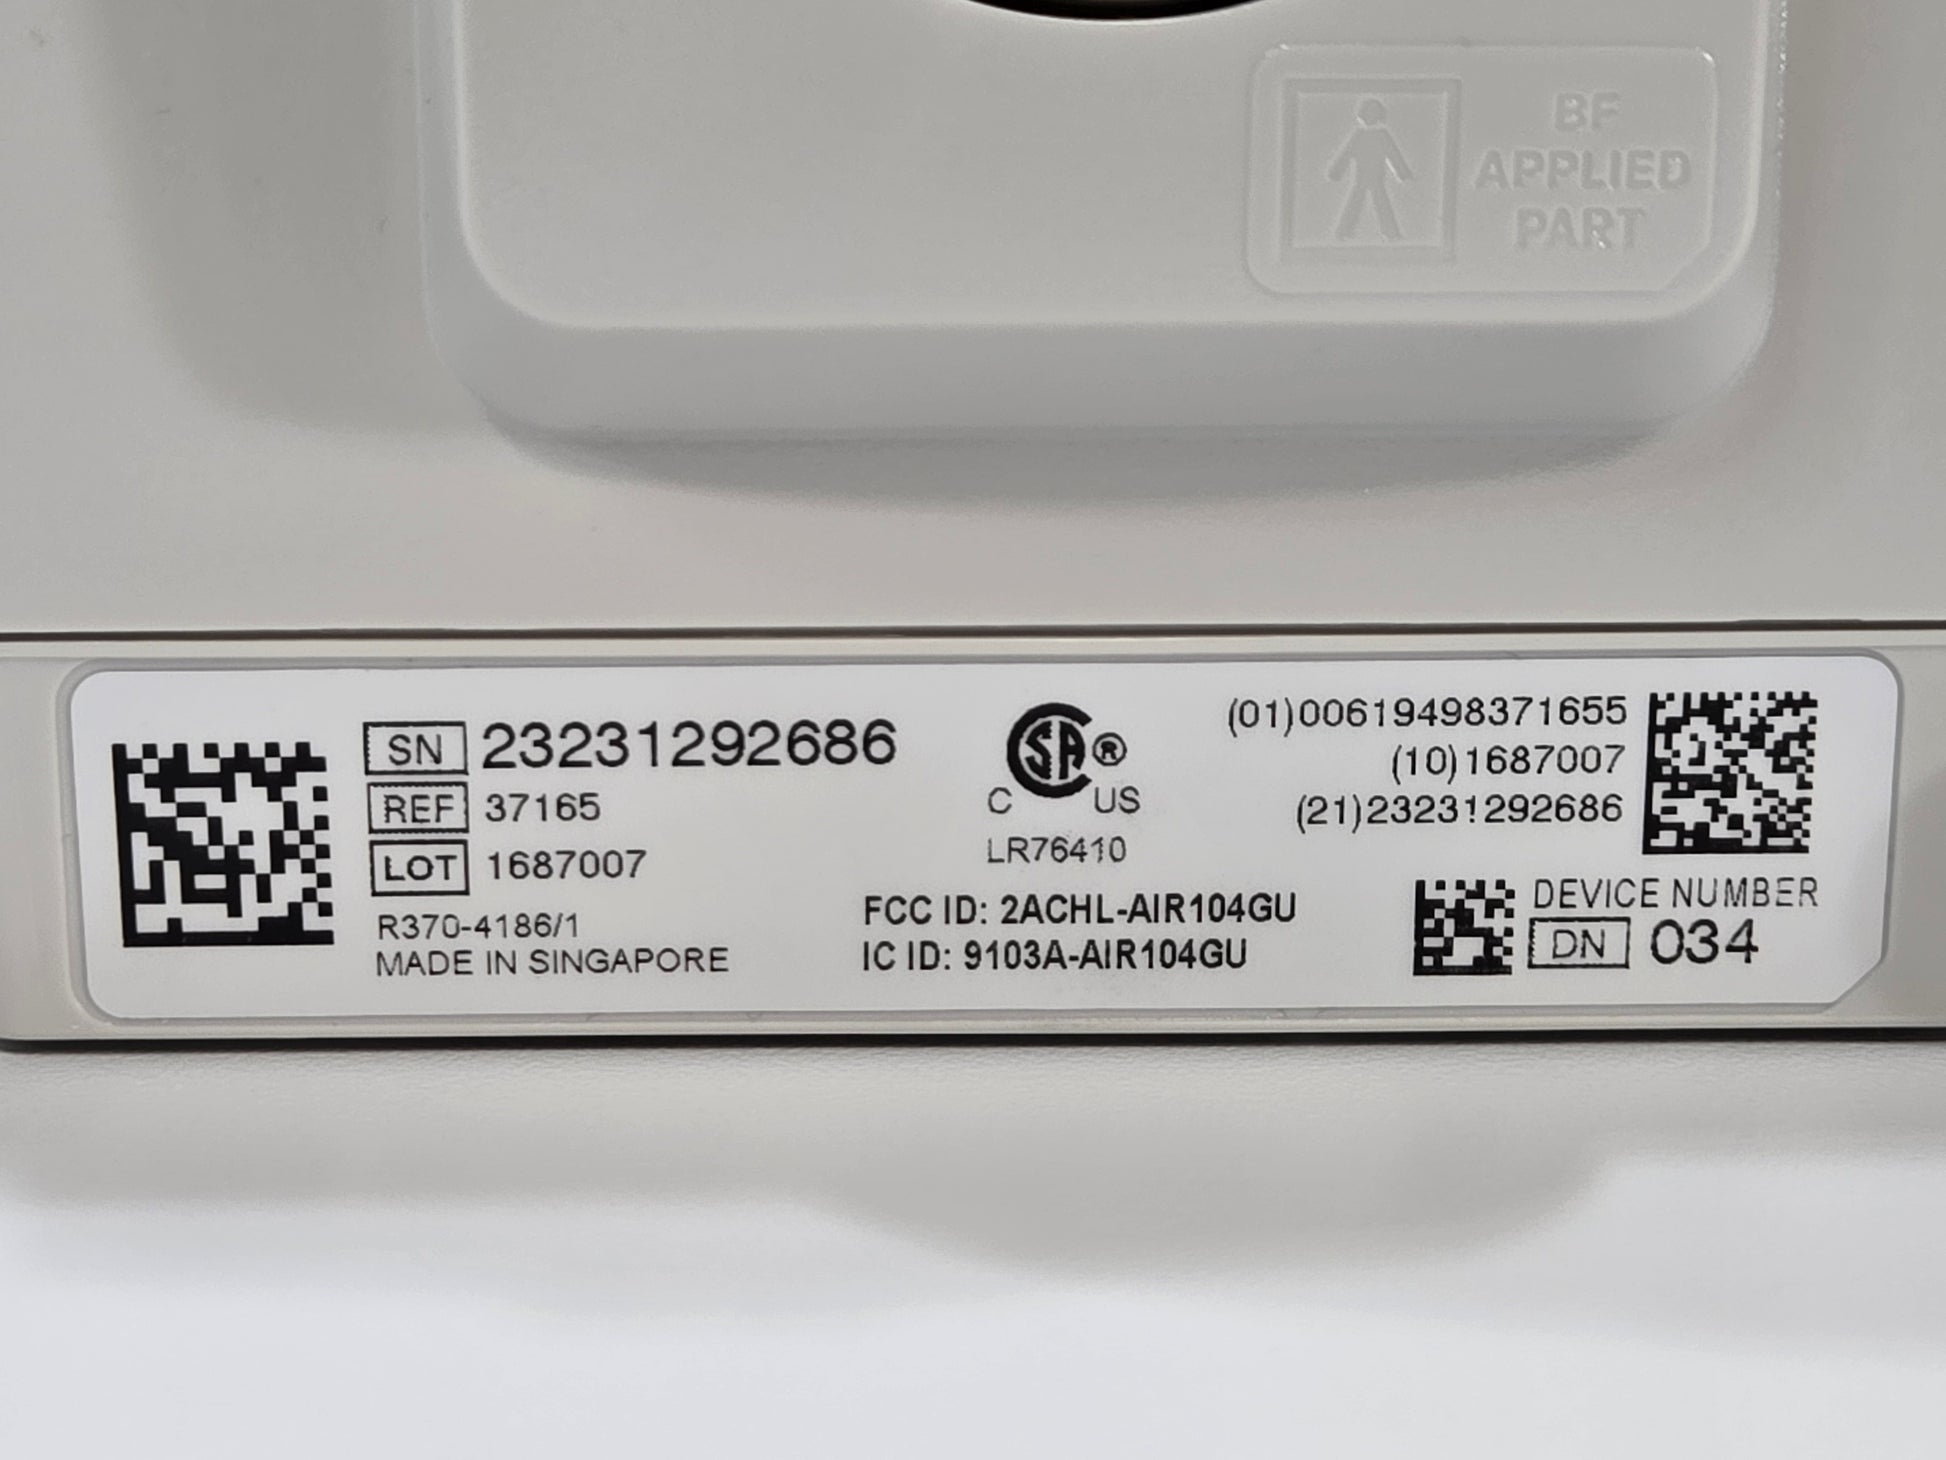 BF
APPLIED
PART
SN 23231292686
REF 37165
LOT 1687007
R370-4186/1
MADE IN SINGAPORE
SA ®
C US
LR76410
FCC ID: 2ACHL-AIR104GU
IC ID: 9103A-AIR104GU
(01)00619498371655
(10)1687007
(21)23231292686
DEVICE NUMBER
DN 034